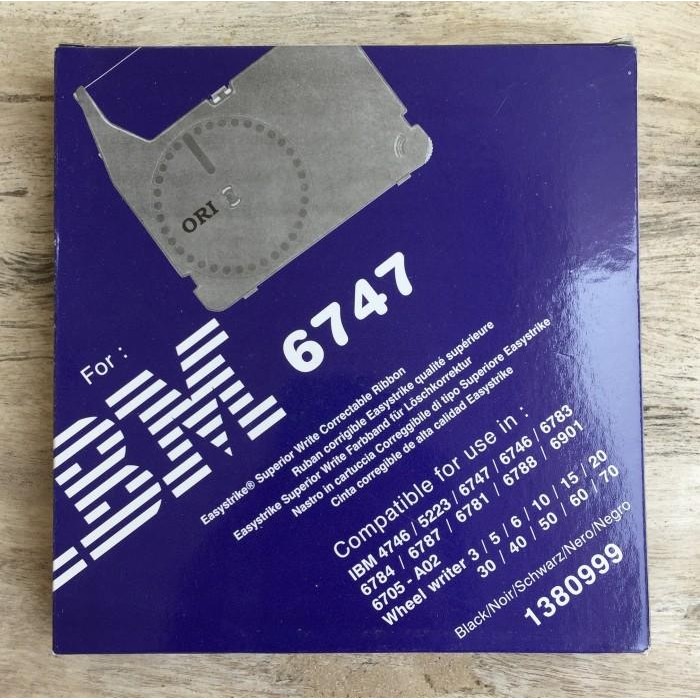 ORI
For :
IBM 6747
Easystrike® Superior Write Correctable Ribbon
Ruban corrigible Easystrike qualité supérieure
Easystrike Superior Write Farbband für Löschkorrektur
Nastro in cartuccia Correggibile di tipo Superiore Easystrike
Cinta corregible de alta calidad Easystrike
Compatible for use in :
IBM 4746 / 5223 / 6747 / 6746 / 6783
6784 / 6787 / 6781 / 6788 / 6901
6705 - A02
Wheel writer 3 / 5 / 6 / 10 / 15 / 20
30 / 40 / 50 / 60 / 70
Black/Noir/Schwarz/Nero/Negro
1380999